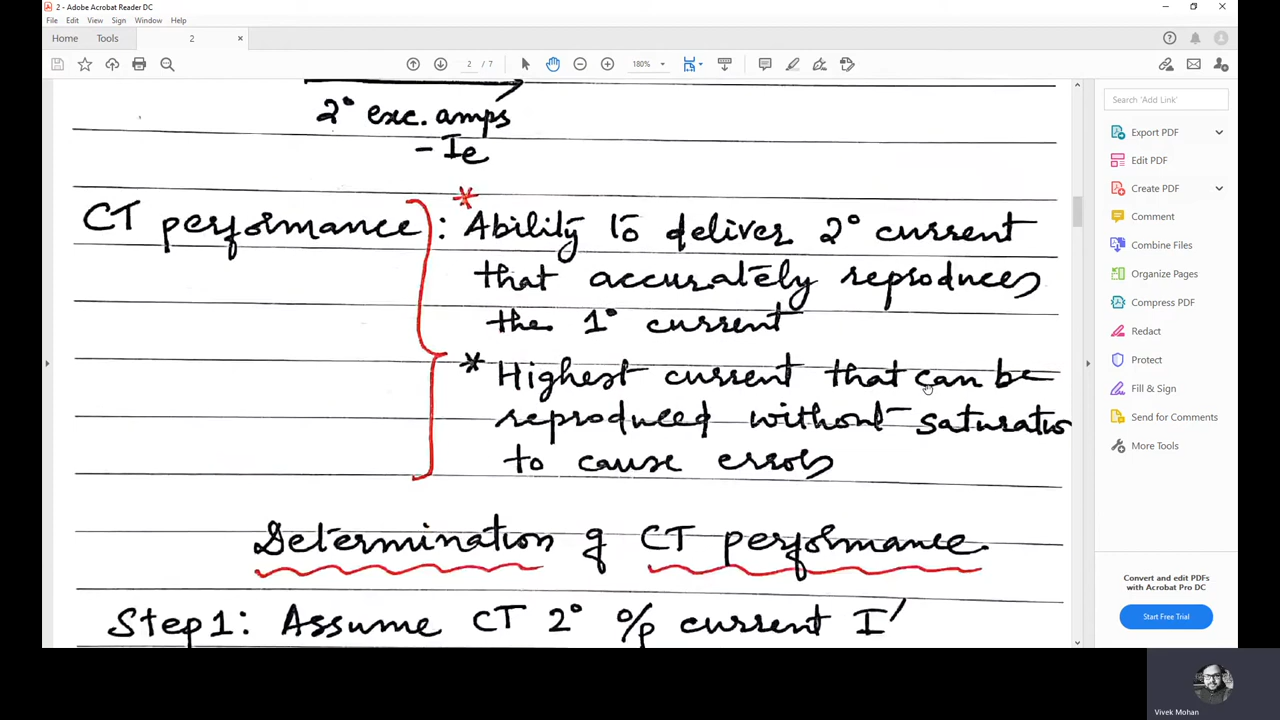 2 - Adobe Acrobat Reader DC
File Edit View Sign Window Help
Home Tools 2
2 / 7 180%
2° exc. amps
- Ie
CT performance : * Ability to deliver 2° current
that accurately reproduces
the 1° current
* Highest current that can be
reproduced without saturatio
to cause errors
Determination of CT performance.
Step1: Assume CT 2° o/p current I'
Search 'Add Link'
Export PDF
Edit PDF
Create PDF
Comment
Combine Files
Organize Pages
Compress PDF
Redact
Protect
Fill & Sign
Send for Comments
More Tools
Convert and edit PDFs
with Acrobat Pro DC
Start Free Trial
Vivek Mohan